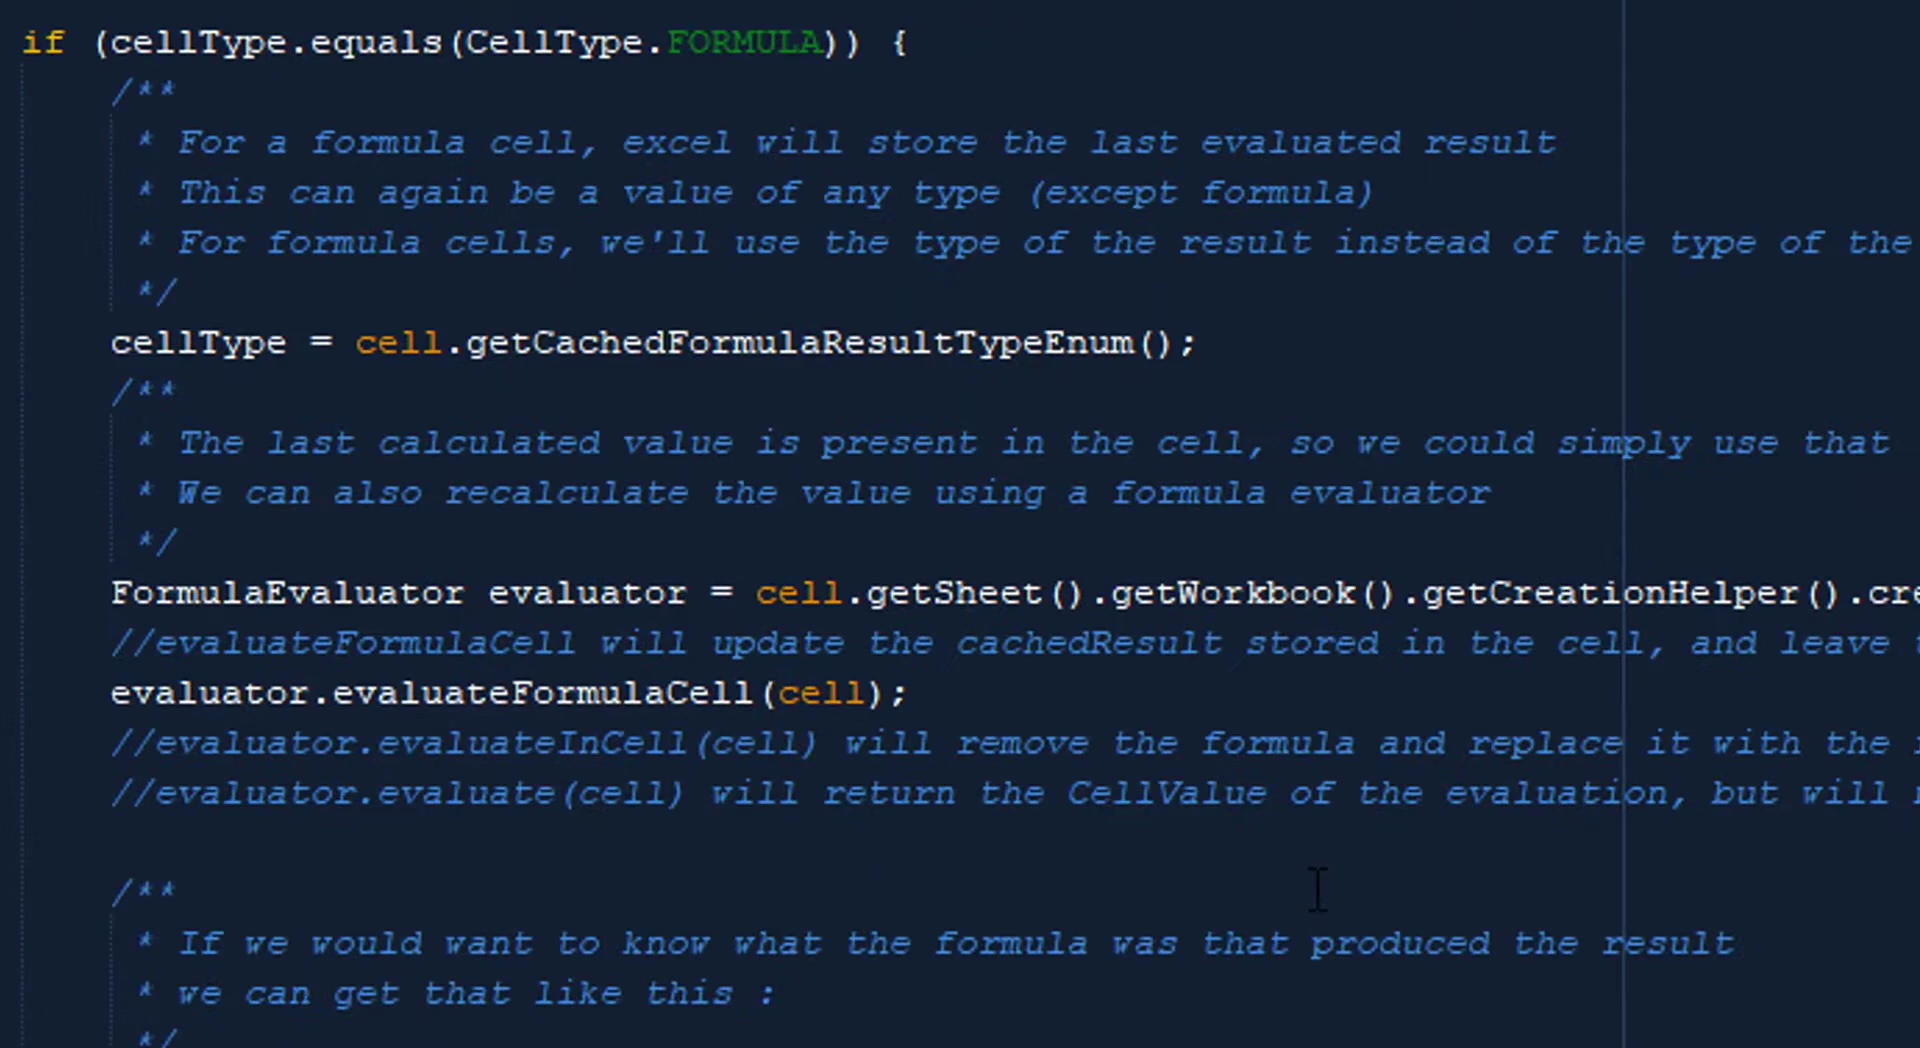 if (cellType.equals(CellType.FORMULA)) {
/**
* For a formula cell, excel will store the last evaluated result
* This can again be a value of any type (except formula)
* For formula cells, we'll use the type of the result instead of the type of the
*/
cellType = cell.getCachedFormulaResultTypeEnum();
/**
* The last calculated value is present in the cell, so we could simply use that
* We can also recalculate the value using a formula evaluator
*/
FormulaEvaluator evaluator = cell.getSheet().getWorkbook().getCreationHelper().cre
//evaluateFormulaCell will update the cachedResult stored in the cell, and leave
evaluator.evaluateFormulaCell(cell);
//evaluator.evaluateInCell(cell) will remove the formula and replace it with the
//evaluator.evaluate(cell) will return the CellValue of the evaluation, but will
/**
* If we would want to know what the formula was that produced the result
* we can get that like this :
*/